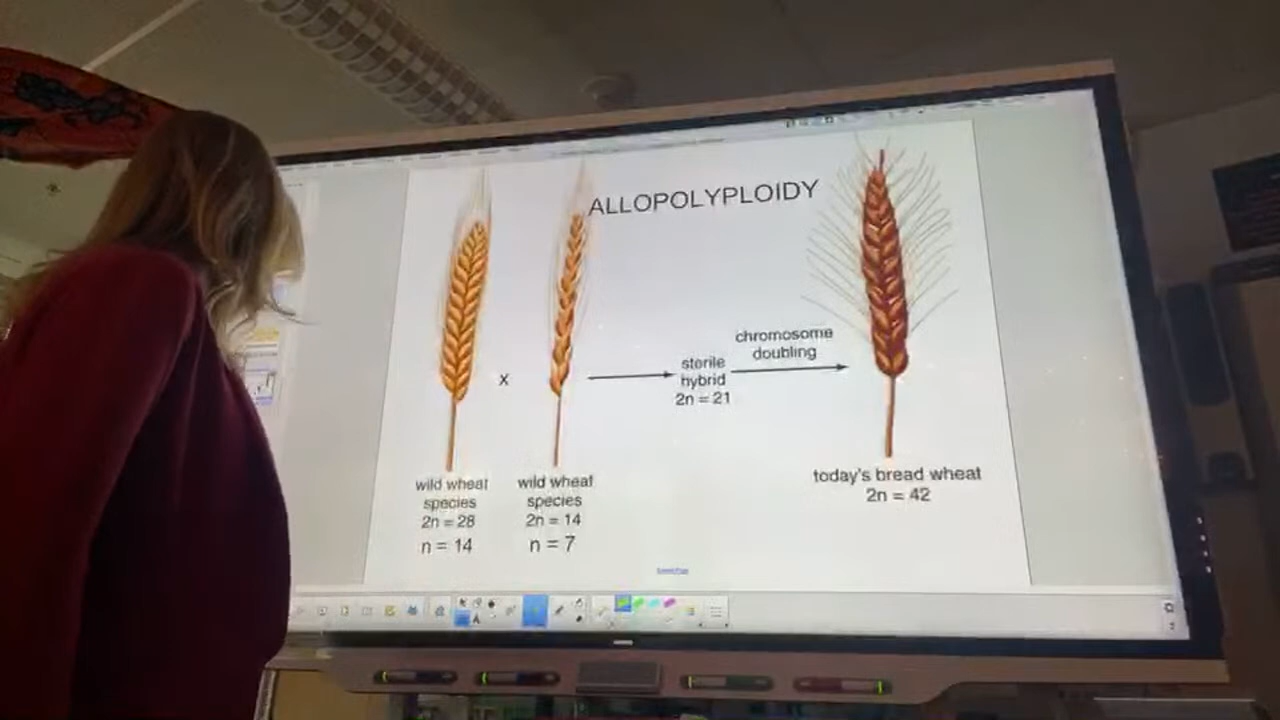 ALLOPOLYPLOIDY
chromosome
doubling
sterile
hybrid
2n = 21
x
wild wheat
species
2n = 28
n = 14
wild wheat
species
2n = 14
n = 7
today's bread wheat
2n = 42